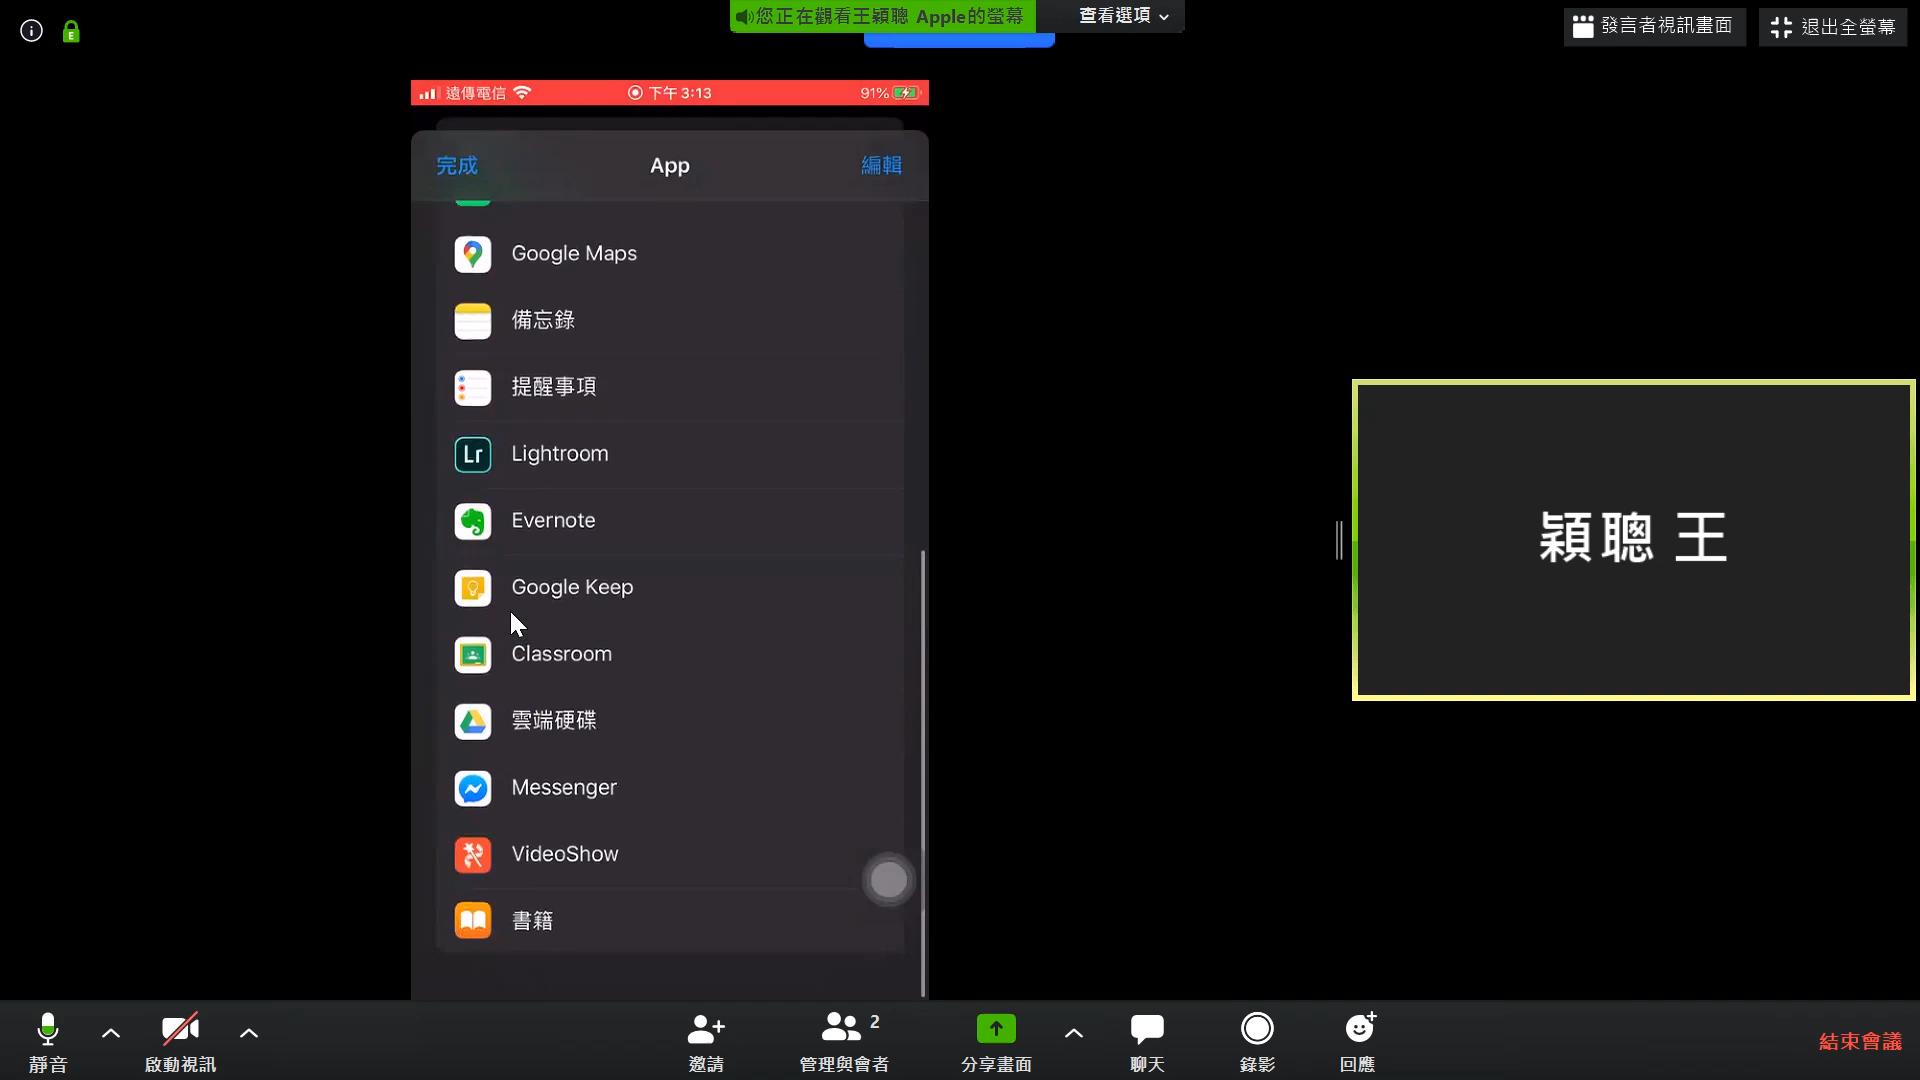 您正在觀看王穎聰 Apple的螢幕
查看選項
發言者視訊畫面
退出全螢幕
E
遠傳電信
下午3:13
91%
完成
App
編輯
Google Maps
備忘錄
提醒事項
Lr
Lightroom
Evernote
Google Keep
Classroom
雲端硬碟
Messenger
VideoShow
書籍
穎聰 王
靜音
啟動視訊
邀請
2
管理與會者
分享畫面
聊天
錄影
回應
結束會議